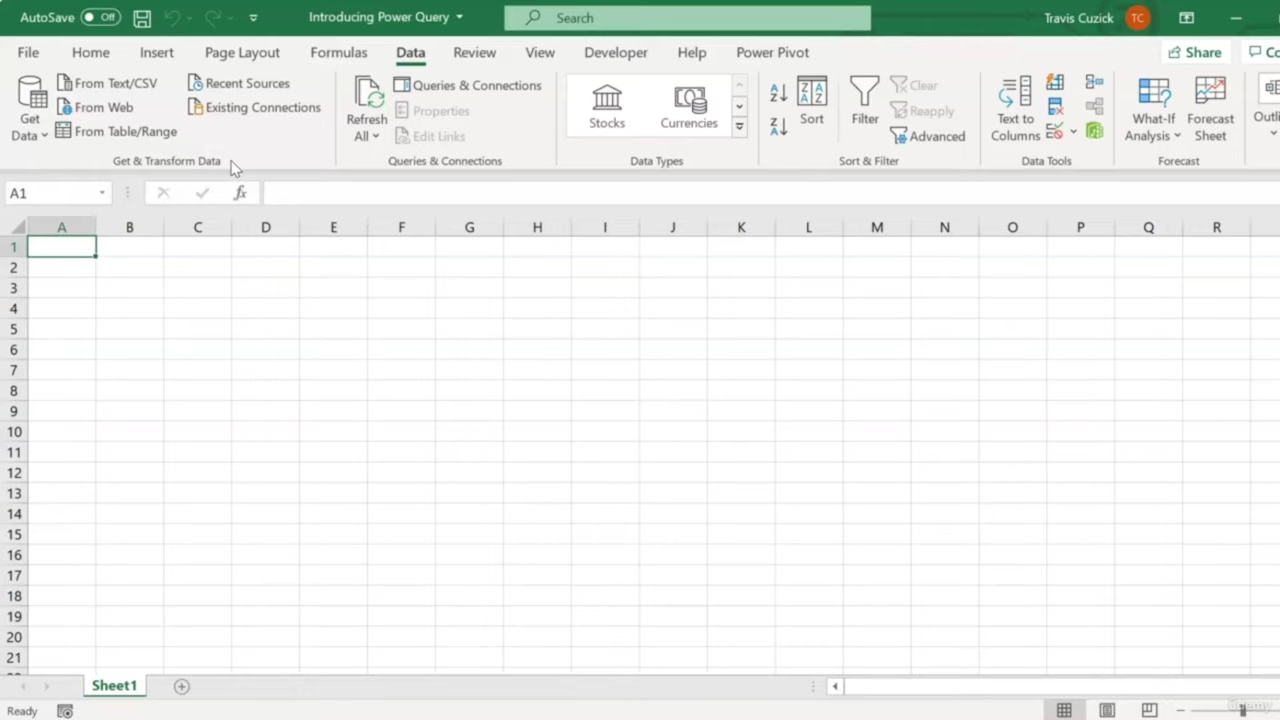 AutoSave Off Introducing Power Query Search Travis Cuzick TC
File Home Insert Page Layout Formulas Data Review View Developer Help Power Pivot Share Co
Get Data
From Text/CSV
From Web
From Table/Range
Recent Sources
Existing Connections
Get & Transform Data
Refresh All
Queries & Connections
Properties
Edit Links
Queries & Connections
Stocks
Currencies
Data Types
Sort
Filter
Clear
Reapply
Advanced
Sort & Filter
Text to Columns
Data Tools
What-If Analysis
Forecast Sheet
Forecast
Outli
A1 fx
A B C D E F G H I J K L M N O P Q R
1
2
3
4
5
6
7
8
9
10
11
12
13
14
15
16
17
18
19
20
21
Sheet1
Ready
Udemy